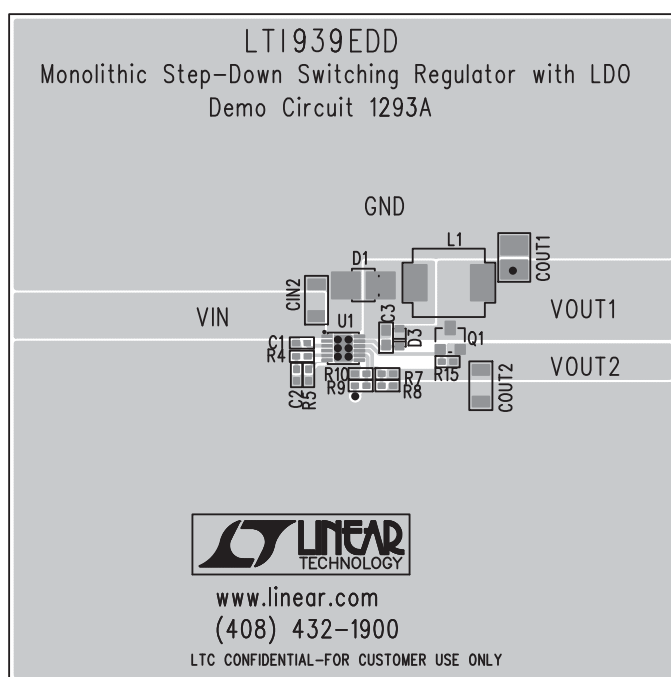 LT1939EDD
Monolithic Step-Down Switching Regulator with LDO
Demo Circuit 1293A
GND
L1
COUT1
D1
CIN2
VIN
U1
C3
D3
Q1
VOUT1
C1
R4
R10
R7
R15
VOUT2
C2
R5
R9
R8
COUT2
LINEAR
TECHNOLOGY
www.linear.com
(408) 432-1900
LTC CONFIDENTIAL-FOR CUSTOMER USE ONLY